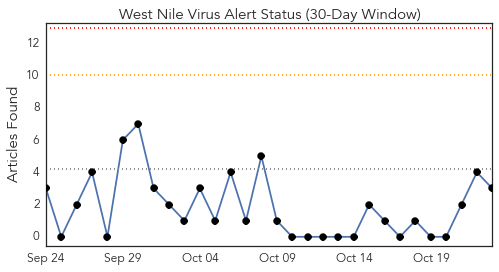 West Nile Virus Alert Status (30-Day Window)
Articles Found
12
10
8
6
4
2
0
Sep 24 Sep 29 Oct 04 Oct 09 Oct 14 Oct 19